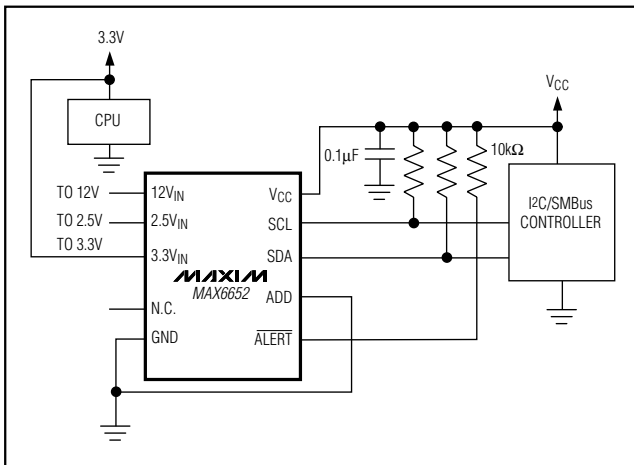 3.3V
CPU
TO 12V
TO 2.5V
TO 3.3V
12VIN
2.5VIN
3.3VIN
N.C.
GND
MAXIM
MAX6652
VCC
SCL
SDA
ADD
ALERT
0.1µF
10kΩ
VCC
I2C/SMBus
CONTROLLER